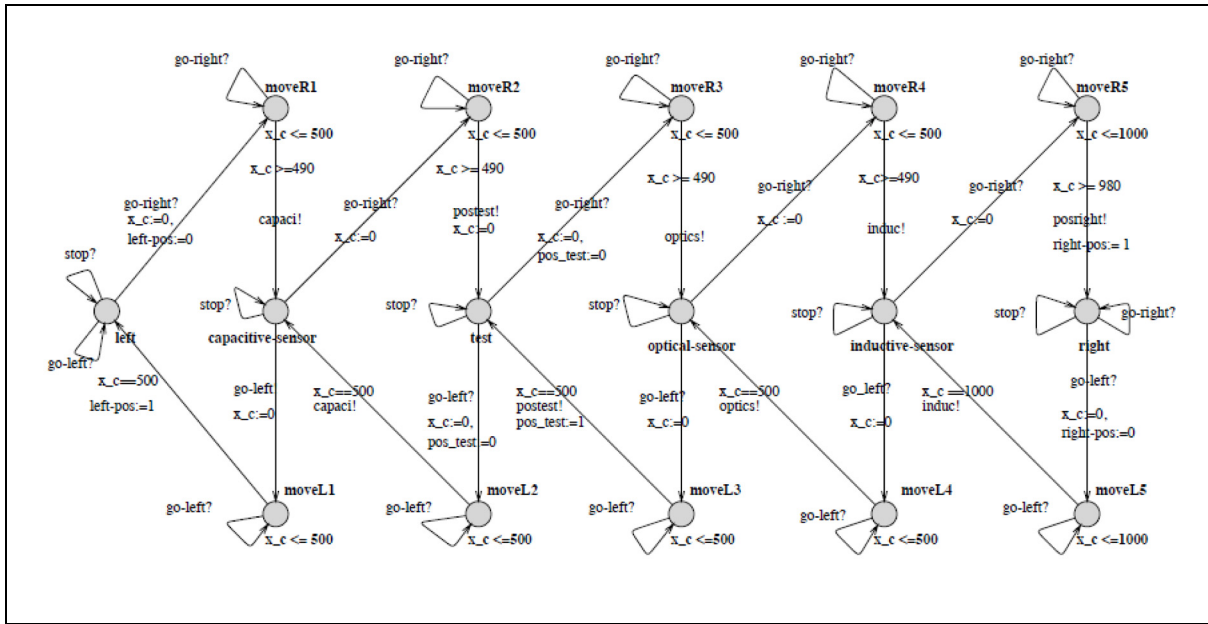 go-right?
go-right?
go-right?
go-right?
go-right?
moveR1
moveR2
moveR3
moveR4
moveR5
x_c <= 500
x_c <= 500
x_c <= 500
x_c <= 500
x_c <=1000
x_c >=490
x_c >= 490
x_c >= 490
x_c>=490
x_c >= 980
go-right?
x_c:=0,
left-pos:=0
capaci!
go-right?
x_c:=0
postest!
x_c:=0
go-right?
x_c:=0,
pos_test:=0
optics!
go-right?
x_c :=0
induc!
go-right?
x_c:=0
posright!
right-pos:= 1
stop?
stop?
stop?
stop?
stop?
stop?
go-right?
left
capacitive-sensor
test
optical-sensor
inductive-sensor
right
go-left?
x_c==500
left-pos:=1
go-left
x_c:=0
x_c==500
capaci!
go-left?
x_c:=0,
pos_test:=0
x_c==500
postest!
pos_test:=1
go-left?
x_c:=0
x_c==500
optics!
go_left?
x_c:=0
x_c ==1000
induc!
go-left?
x_c:=0,
right-pos:=0
moveL1
moveL2
moveL3
moveL4
moveL5
go-left?
go-left?
go-left?
go-left?
go-left?
x_c <= 500
x_c <=500
x_c <=500
x_c <=500
x_c <=1000